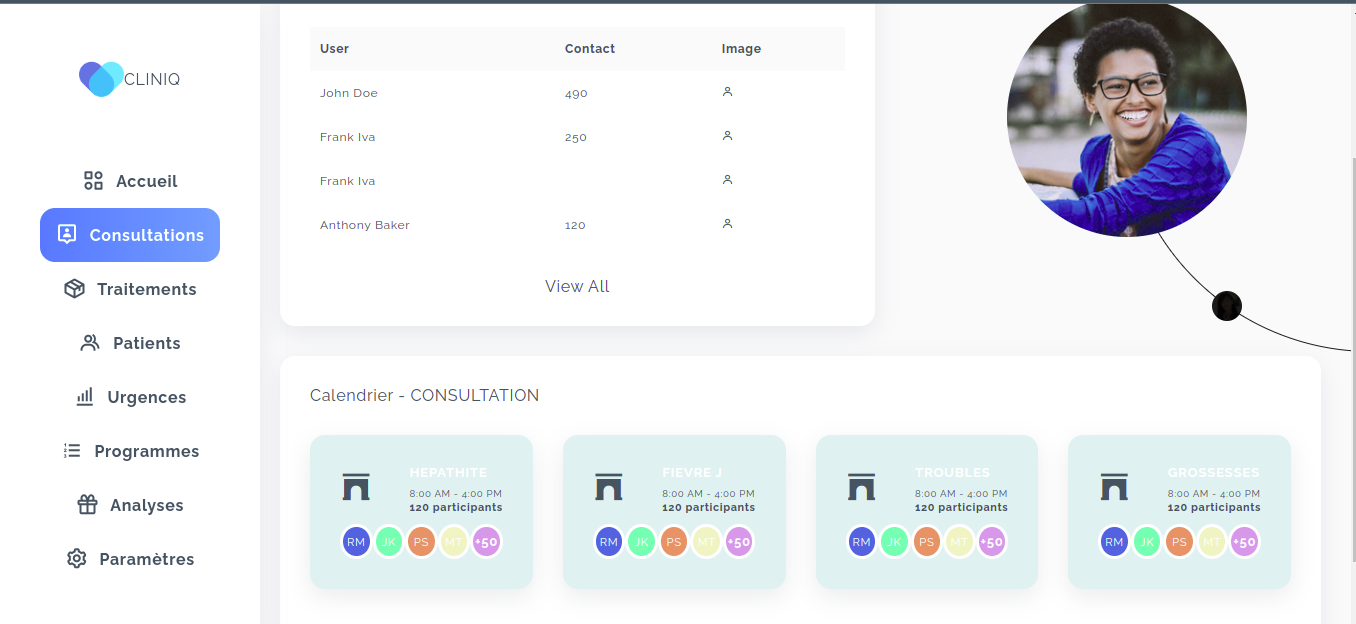 CLINIQ
Accueil
Consultations
Traitements
Patients
Urgences
Programmes
Analyses
Paramètres
User Contact Image
John Doe 490
Frank Iva 250
Frank Iva
Anthony Baker 120
View All
Calendrier - CONSULTATION
HEPATHITE
8:00 AM - 4:00 PM
120 participants
RM JK PS MT +50
FIEVRE J
8:00 AM - 4:00 PM
120 participants
RM JK PS MT +50
TROUBLES
8:00 AM - 4:00 PM
120 participants
RM JK PS MT +50
GROSSESSES
8:00 AM - 4:00 PM
120 participants
RM JK PS MT +50